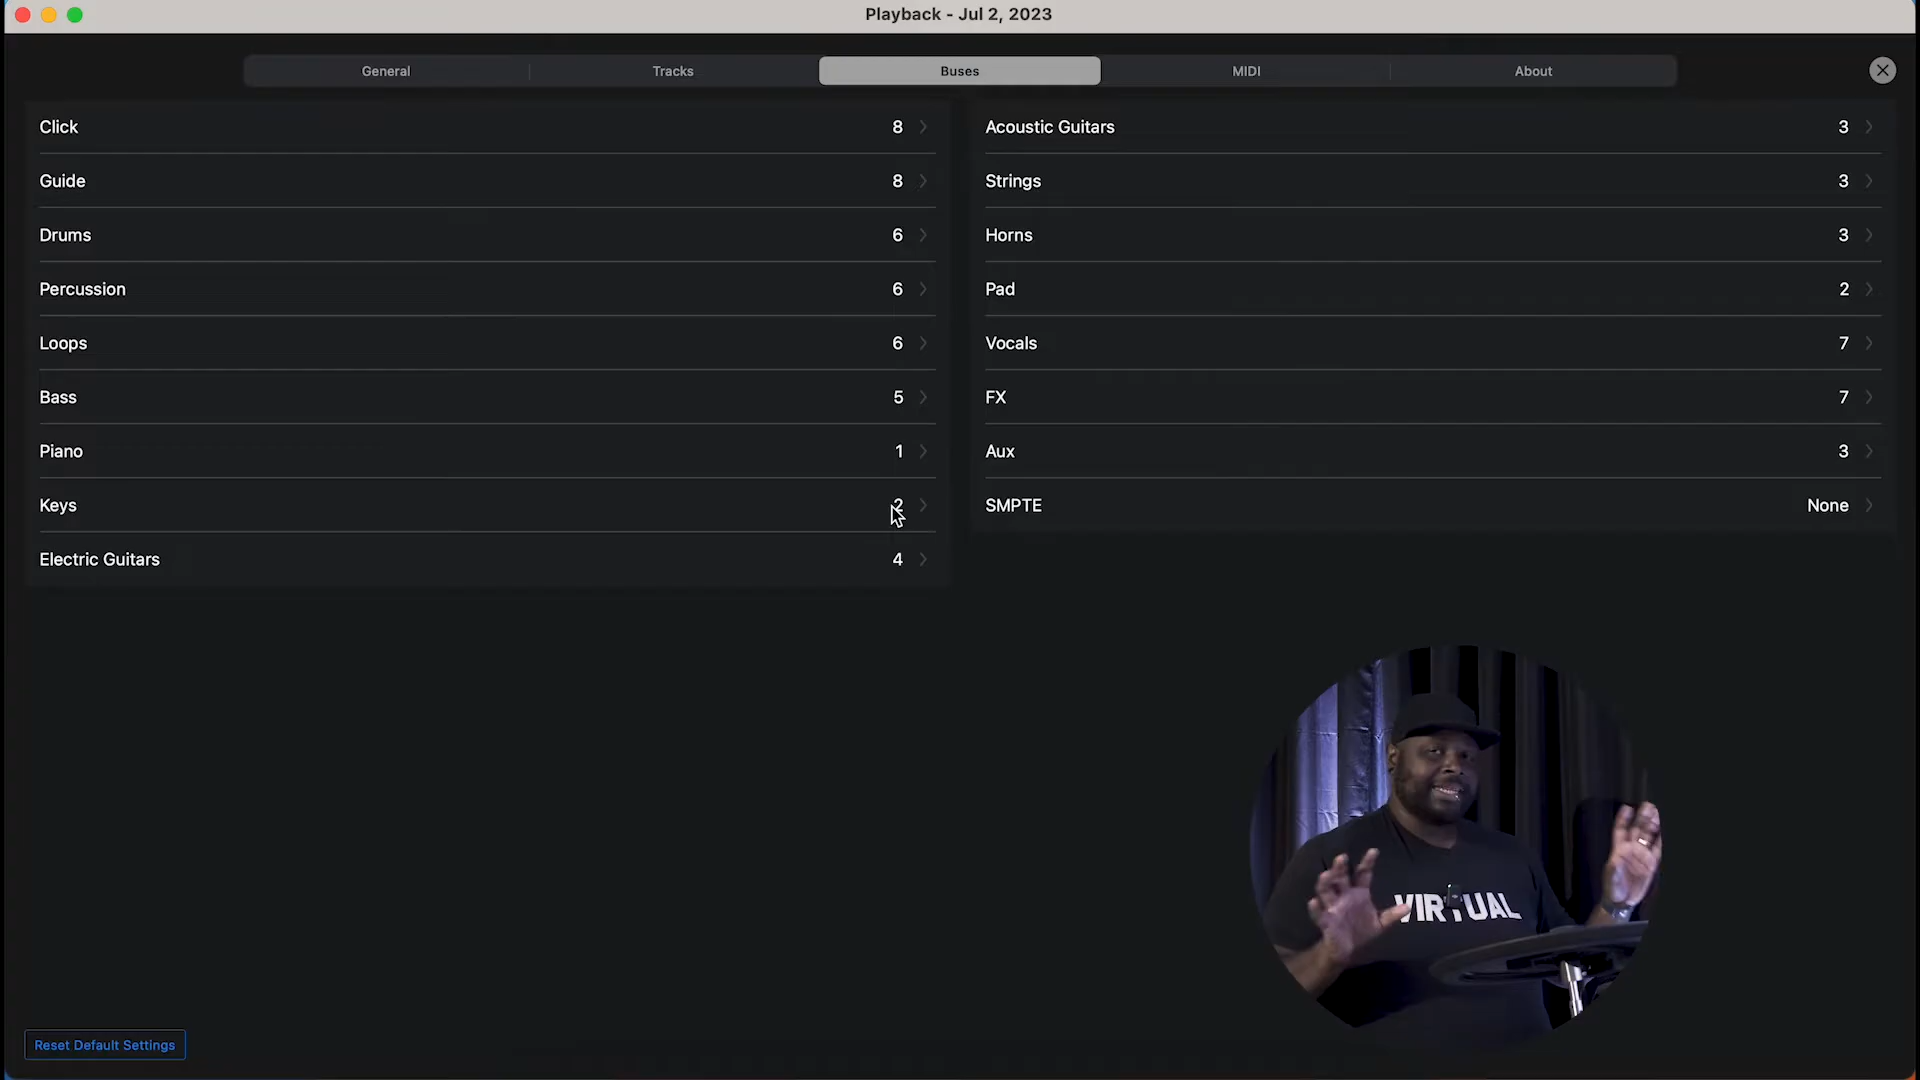 Playback - Jul 2, 2023
General Tracks Buses MIDI About
Click 8
Guide 8
Drums 6
Percussion 6
Loops 6
Bass 5
Piano 1
Keys 2
Electric Guitars 4
Acoustic Guitars 3
Strings 3
Horns 3
Pad 2
Vocals 7
FX 7
Aux 3
SMPTE None
VIRTUAL
Reset Default Settings